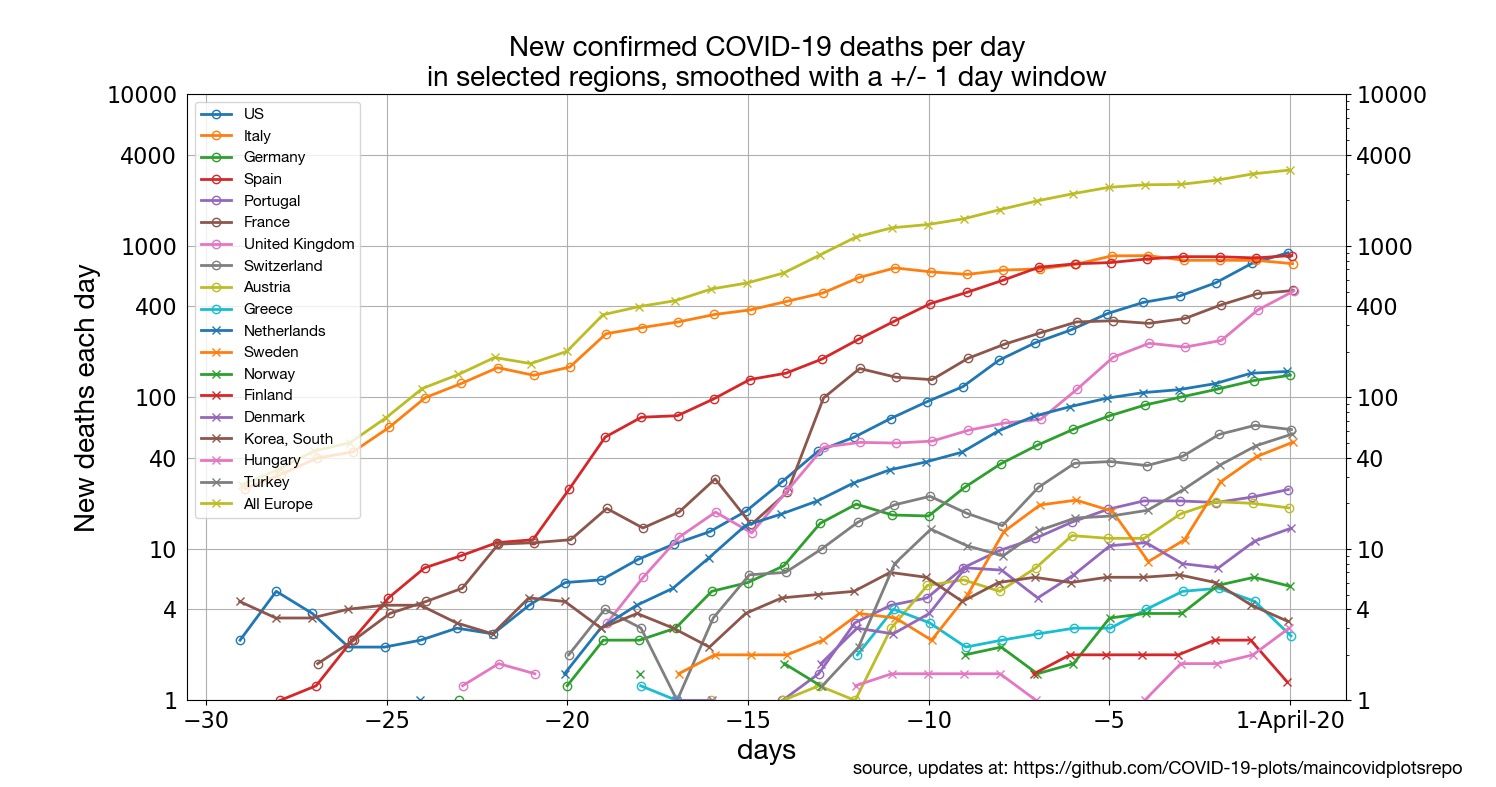 New confirmed COVID-19 deaths per day
in selected regions, smoothed with a +/- 1 day window
New deaths each day
10000
4000
1000
400
100
40
10
4
1
US
Italy
Germany
Spain
Portugal
France
United Kingdom
Switzerland
Austria
Greece
Netherlands
Sweden
Norway
Finland
Denmark
Korea, South
Hungary
Turkey
All Europe
10000
4000
1000
400
100
40
10
4
1
−30 −25 −20 −15 −10 −5 1-April-20
days
source, updates at: https://github.com/COVID-19-plots/maincovidplotsrepo